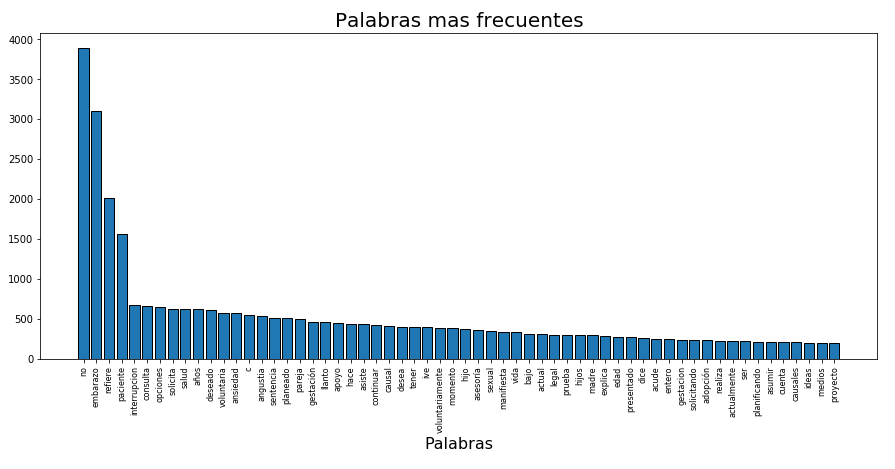 Palabras mas frecuentes
4000
3500
3000
2500
2000
1500
1000
500
0
no
embarazo
refiere
paciente
interrupcion
consulta
opciones
solicita
salud
años
deseado
voluntaria
ansiedad
c
angustia
sentencia
planeado
pareja
gestación
llanto
apoyo
hace
asiste
continuar
causal
desea
tener
ive
voluntariamente
momento
hijo
asesoria
sexual
manifiesta
vida
bajo
actual
legal
prueba
hijos
madre
explica
edad
presentado
dice
acude
entero
gestacion
solicitando
adopción
realiza
actualmente
ser
planificando
asumir
cuenta
causales
ideas
medios
proyecto
Palabras